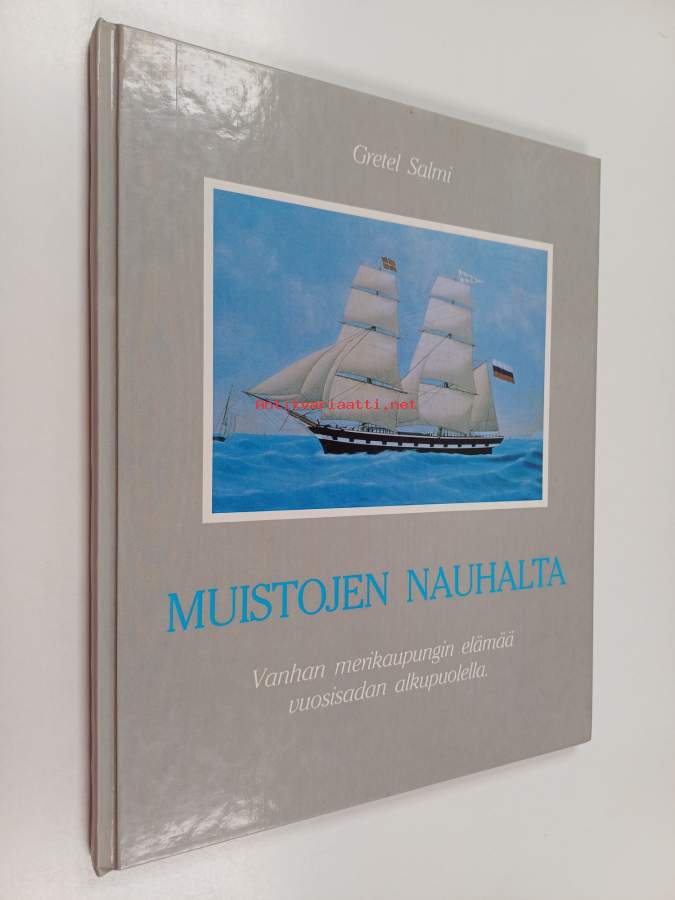 Gretel Salmi
Antikvariaatti.net
MUISTOJEN NAUHALTA
Vanhan merikaupungin elämää
vuosisadan alkupuolella.